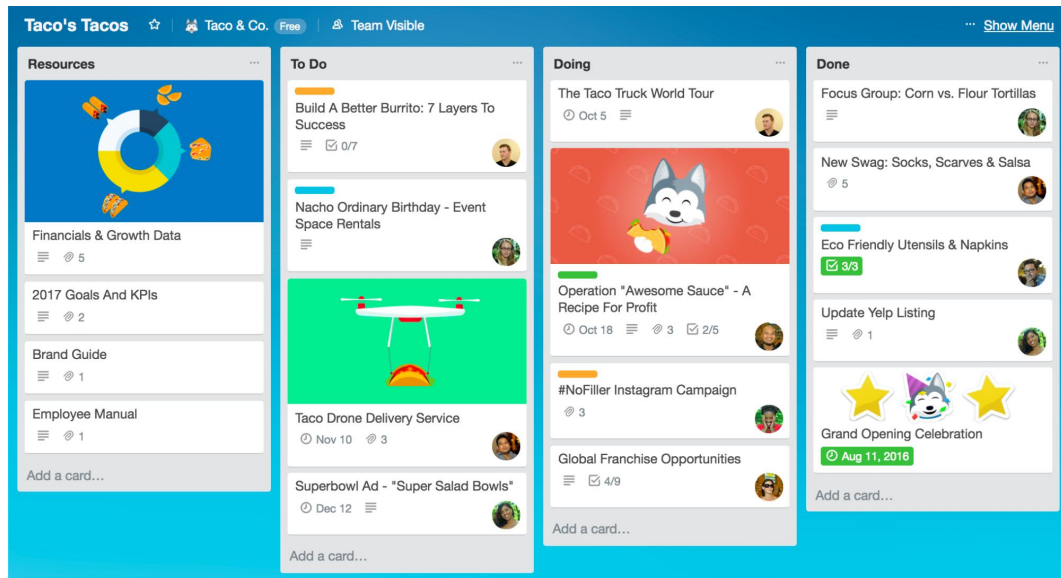 Taco's Tacos
Taco & Co.
Free
Team Visible
··· Show Menu
Resources
Financials & Growth Data
5
2017 Goals And KPIs
2
Brand Guide
1
Employee Manual
1
Add a card...
To Do
Build A Better Burrito: 7 Layers To
Success
0/7
Nacho Ordinary Birthday - Event
Space Rentals
Taco Drone Delivery Service
Nov 10 3
Superbowl Ad - "Super Salad Bowls"
Dec 12
Add a card...
Doing
The Taco Truck World Tour
Oct 5
Operation "Awesome Sauce" - A
Recipe For Profit
Oct 18 3 2/5
#NoFiller Instagram Campaign
3
Global Franchise Opportunities
4/9
Add a card...
Done
Focus Group: Corn vs. Flour Tortillas
New Swag: Socks, Scarves & Salsa
5
Eco Friendly Utensils & Napkins
3/3
Update Yelp Listing
1
Grand Opening Celebration
Aug 11, 2016
Add a card...